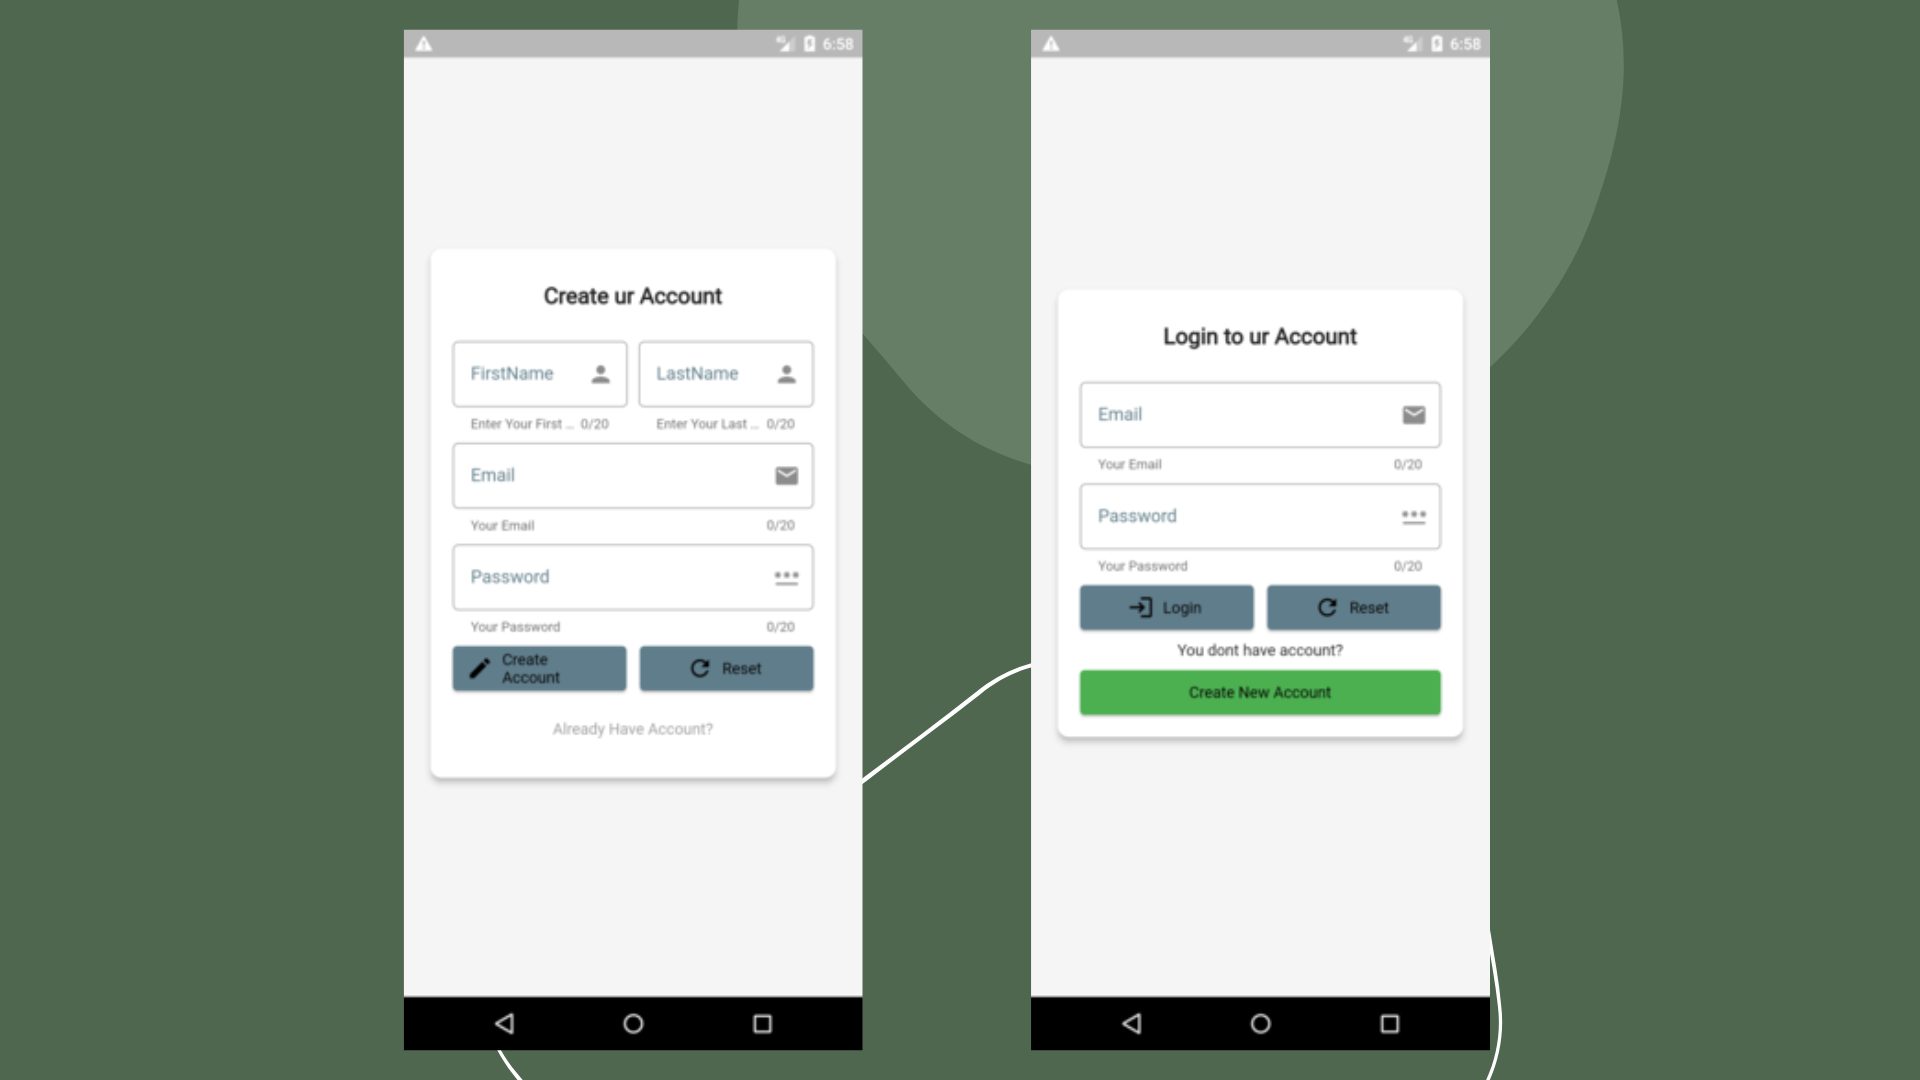 6:58
Create ur Account
FirstName
LastName
Enter Your First ... 0/20
Enter Your Last ... 0/20
Email
Your Email 0/20
Password
Your Password 0/20
Create
Account
Reset
Already Have Account?
6:58
Login to ur Account
Email
Your Email 0/20
Password
Your Password 0/20
Login
Reset
You dont have account?
Create New Account